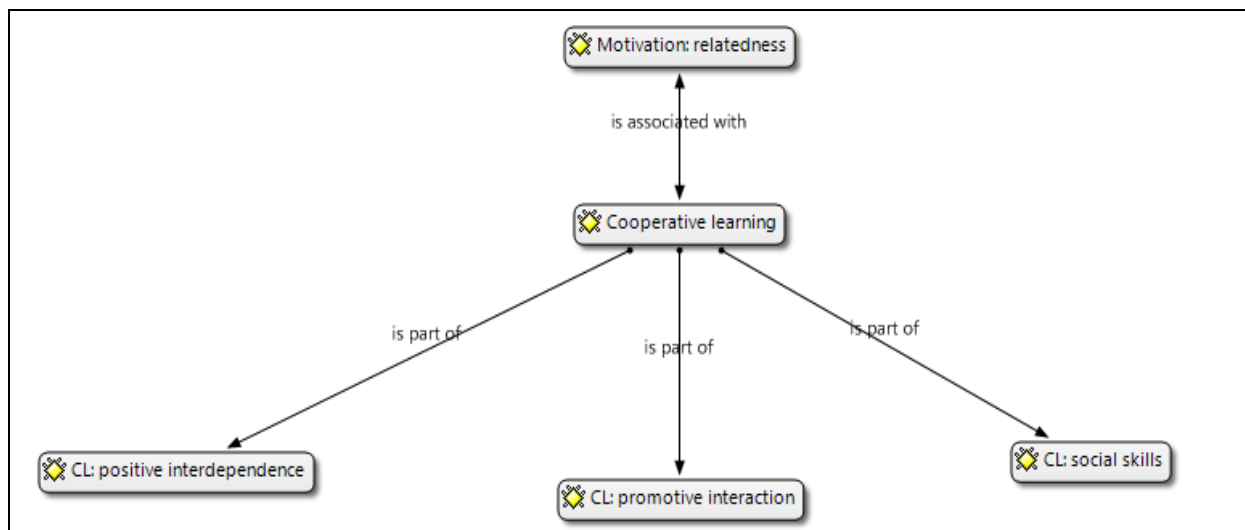 Motivation: relatedness
is associated with
Cooperative learning
is part of
is part of
is part of
CL: positive interdependence
CL: promotive interaction
CL: social skills